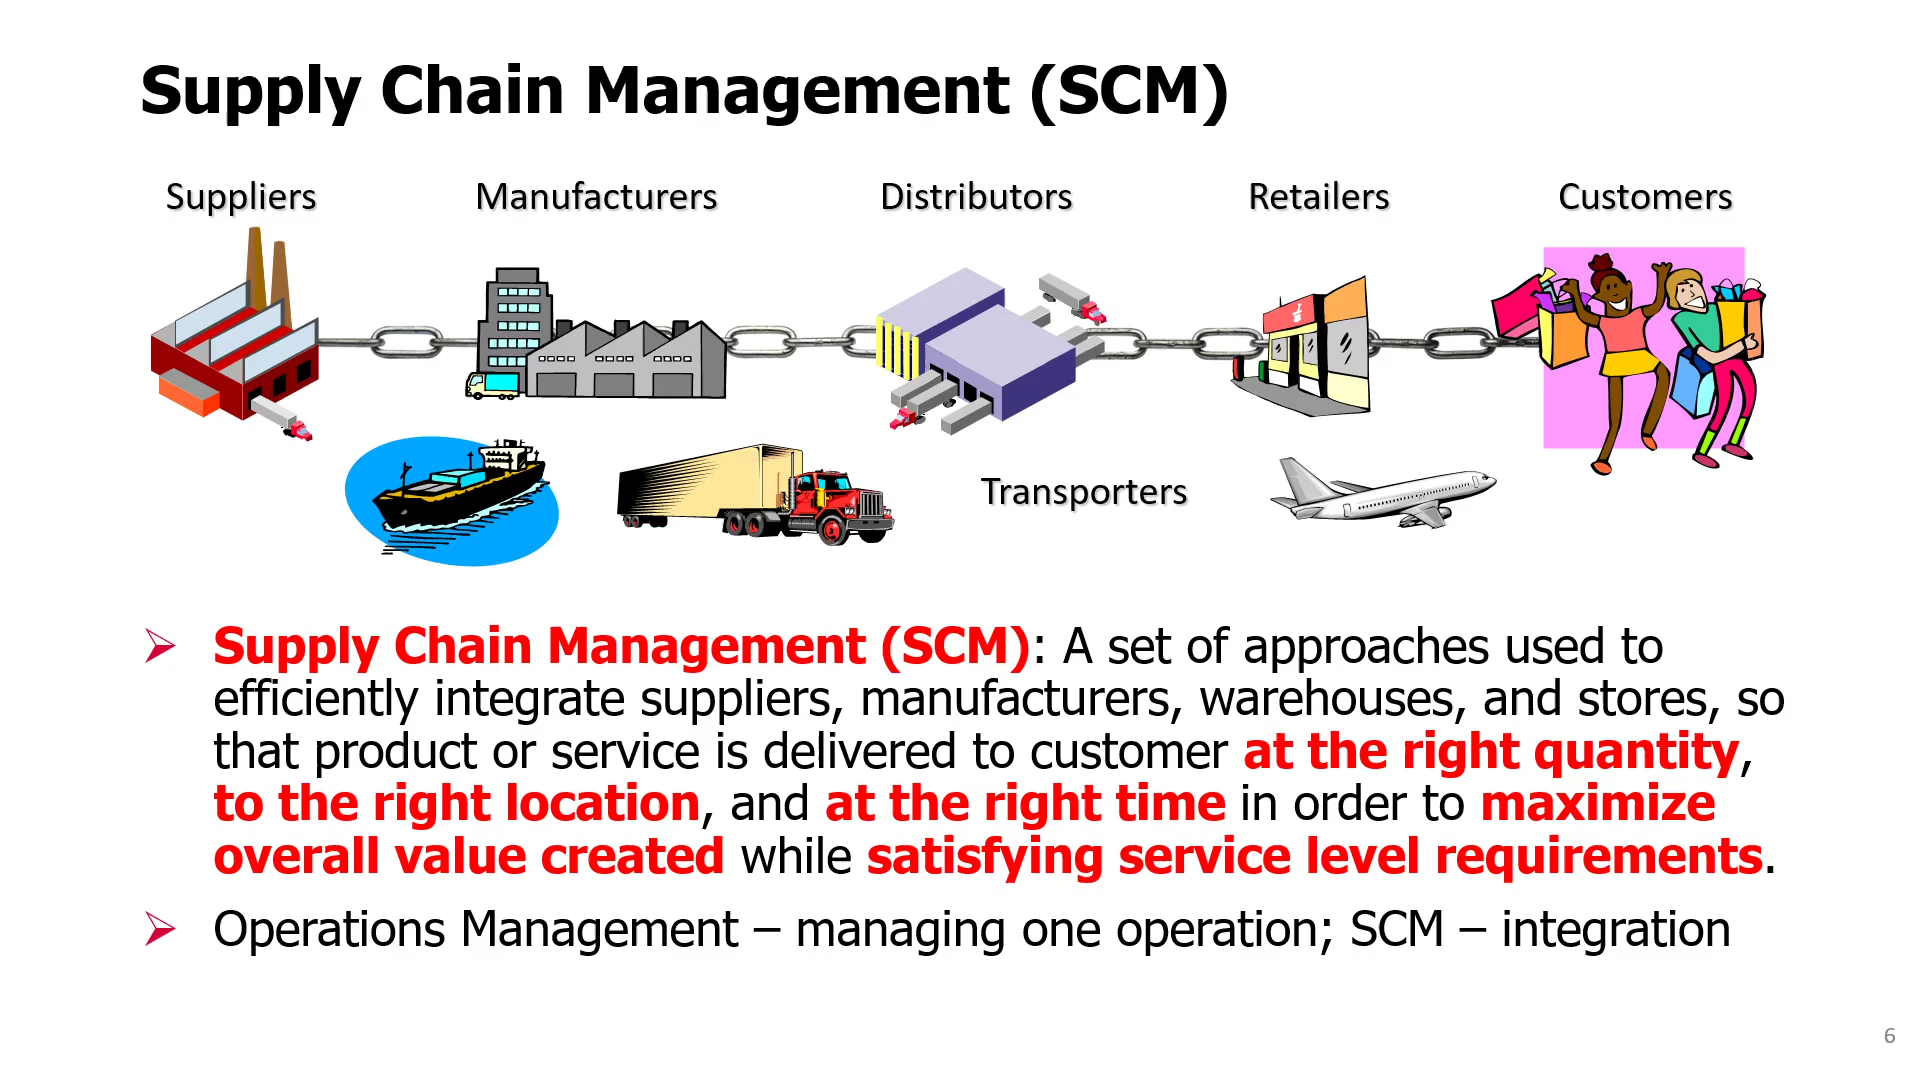 Supply Chain Management (SCM)
Suppliers
Manufacturers
Distributors
Retailers
Customers
Transporters
Supply Chain Management (SCM): A set of approaches used to
efficiently integrate suppliers, manufacturers, warehouses, and stores, so
that product or service is delivered to customer at the right quantity,
to the right location, and at the right time in order to maximize
overall value created while satisfying service level requirements.
Operations Management – managing one operation; SCM – integration
6